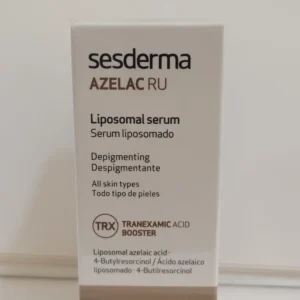 sesderma
AZELAC RU
Liposomal serum
Serum liposomado
Depigmenting
Despigmentante
All skin types
Todo tipo de pieles
TRX
TRANEXAMIC ACID
BOOSTER
Liposomal azelaic acid -
4-Butylresorcinol / Ácido azelaico
liposomado - 4-Butilresorcinol